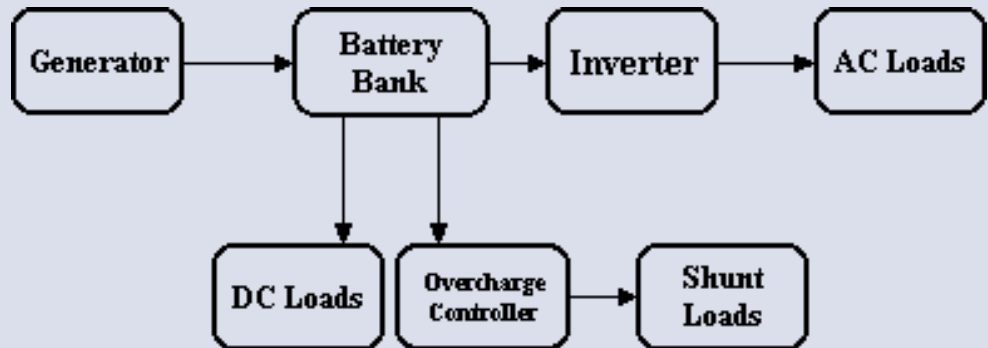 Generator
Battery
Bank
Inverter
AC Loads
DC Loads
Overcharge
Controller
Shunt
Loads